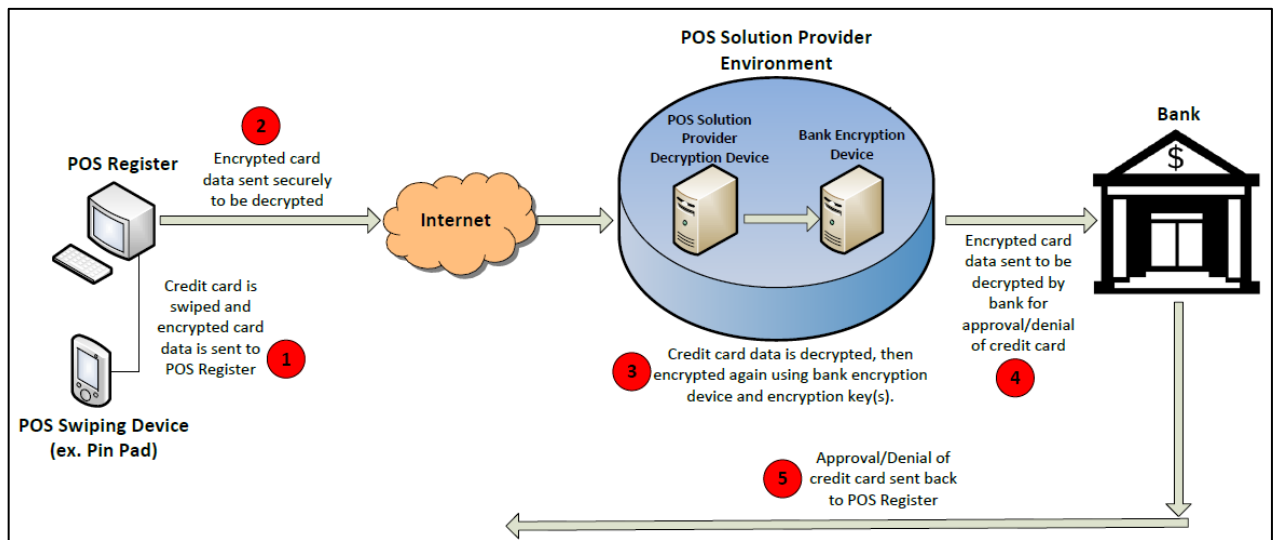 POS Solution Provider
Environment
POS Solution
Provider
Decryption Device
Bank Encryption
Device
Bank
$
2
Encrypted card
data sent securely
to be decrypted
POS Register
Internet
Credit card is
swiped and
encrypted card
data is sent to
POS Register
1
POS Swiping Device
(ex. Pin Pad)
3
Credit card data is decrypted, then
encrypted again using bank encryption
device and encryption key(s).
Encrypted card
data sent to be
decrypted by
bank for
approval/denial
of credit card
4
5
Approval/Denial of
credit card sent back
to POS Register